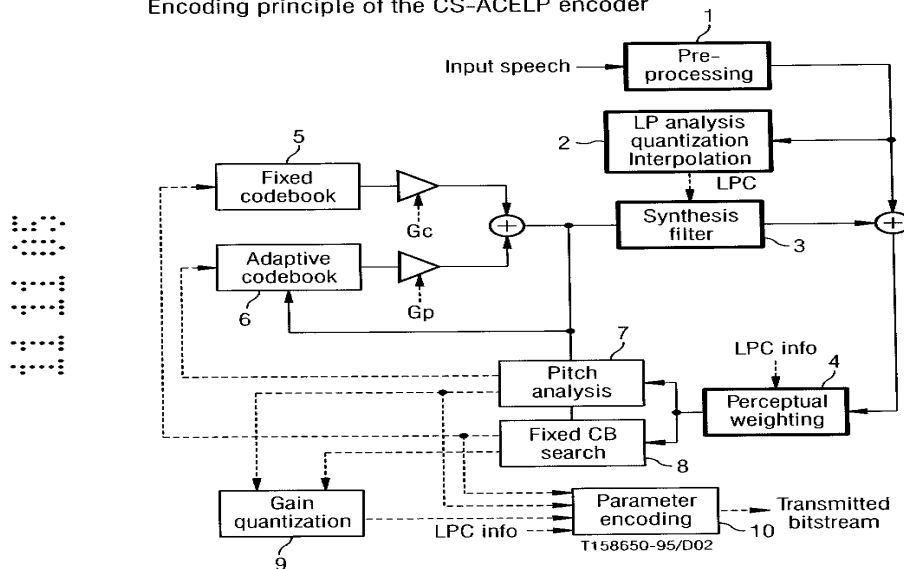 Encoding principle of the CS-ACELP encoder
1
Input speech
Pre-
processing
2
LP analysis
quantization
Interpolation
LPC
5
Fixed
codebook
Gc
Synthesis
filter
3
Adaptive
codebook
6
Gp
7
Pitch
analysis
LPC info
4
Perceptual
weighting
Fixed CB
search
8
Gain
quantization
9
LPC info
Parameter
encoding
10
Transmitted
bitstream
T158650-95/D02